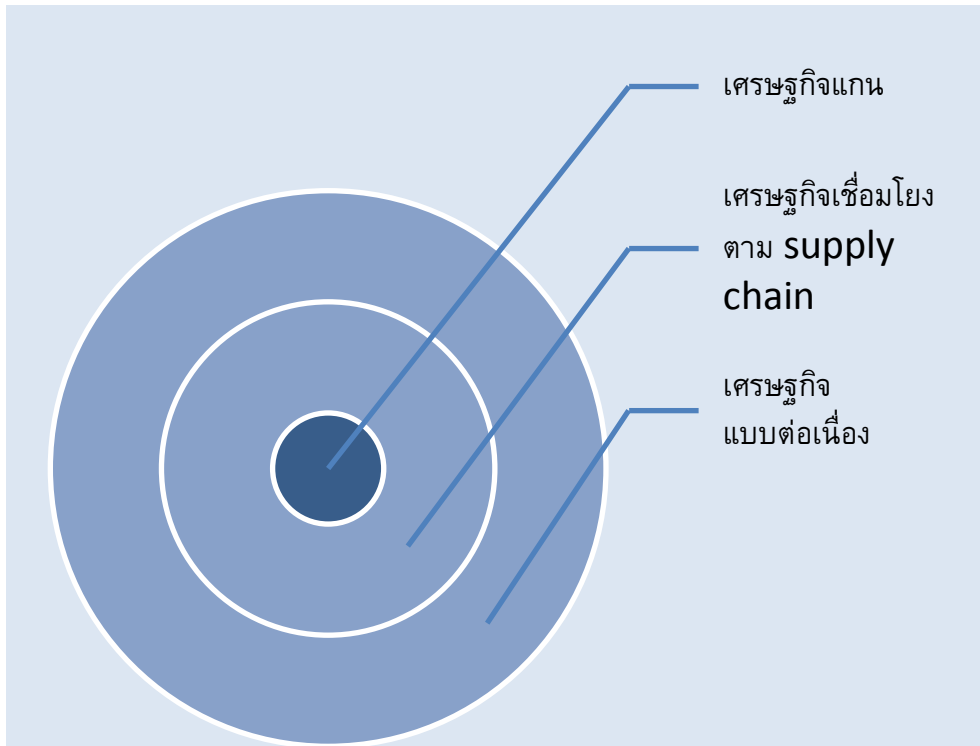 เศรษฐกิจแกน
เศรษฐกิจเชื่อมโยง
ตาม supply
chain
เศรษฐกิจ
แบบต่อเนื่อง